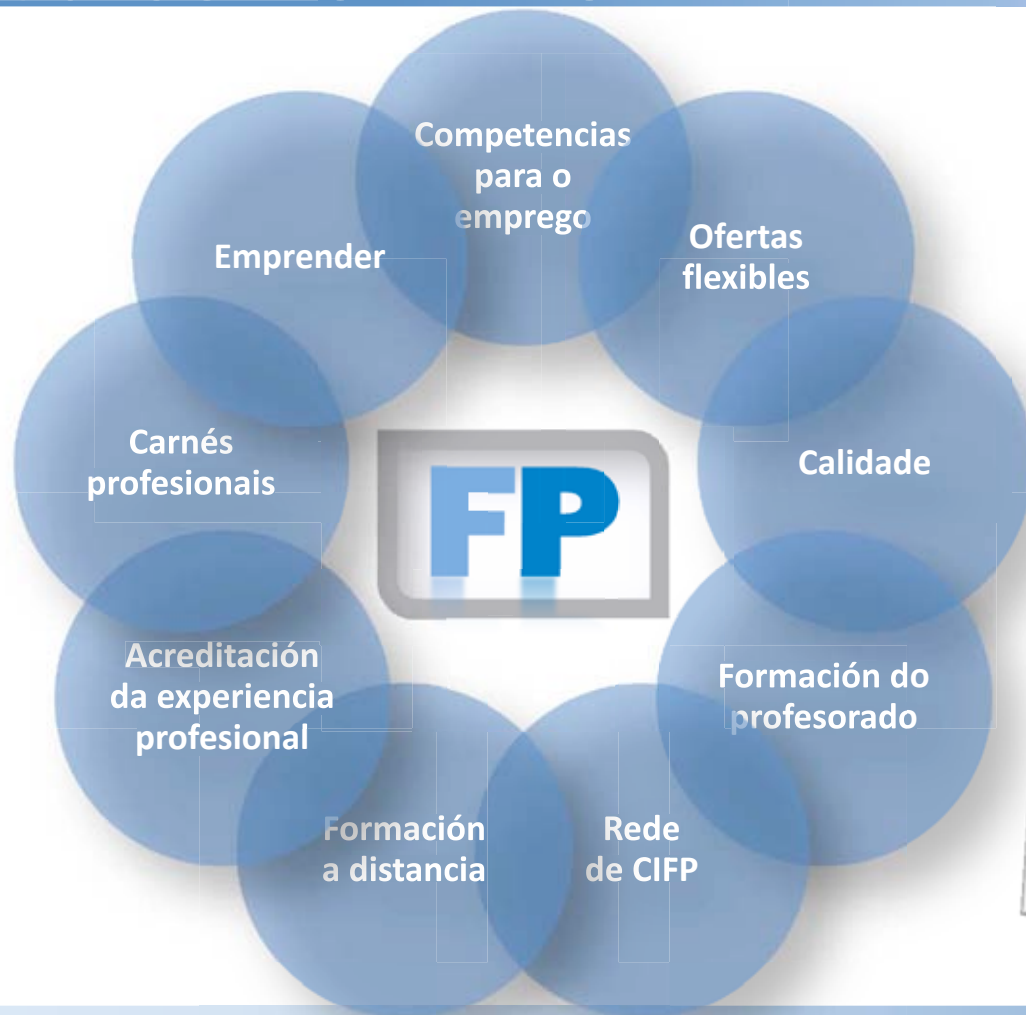 Competencias
para o
emprego
Ofertas
flexibles
Calidade
Formación do
profesorado
Rede
de CIFP
Formación
a distancia
Acreditación
da experiencia
profesional
Carnés
profesionais
Emprender
FP